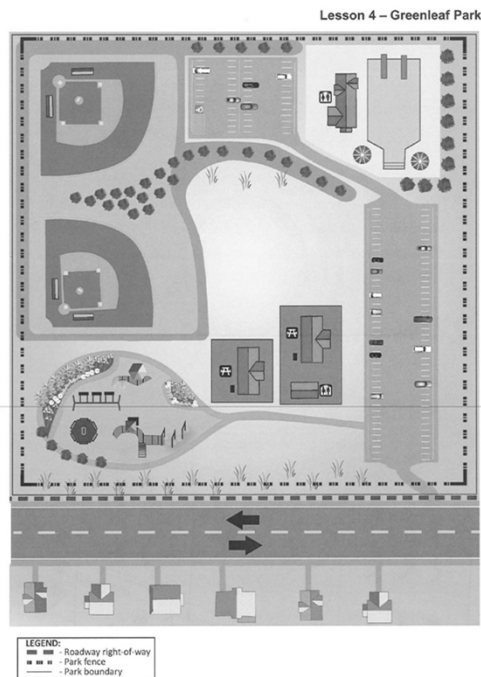 Lesson 4 – Greenleaf Park
LEGEND:
- Roadway right-of-way
- Park fence
- Park boundary